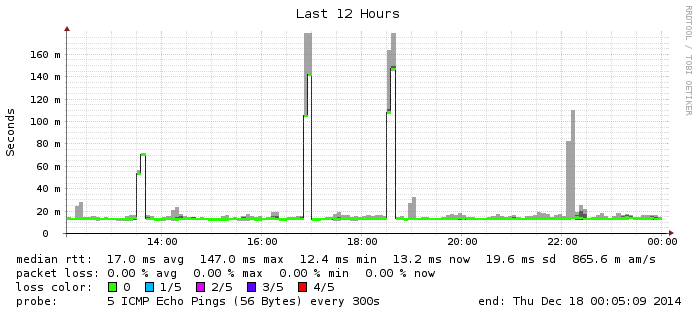 Last 12 Hours
RRDTOOL / TOBI OETIKER
Seconds
160 m
140 m
120 m
100 m
80 m
60 m
40 m
20 m
0
14:00 16:00 18:00 20:00 22:00 00:00
median rtt: 17.0 ms avg 147.0 ms max 12.4 ms min 13.2 ms now 19.6 ms sd 865.6 m am/s
packet loss: 0.00 % avg 0.00 % max 0.00 % min 0.00 % now
loss color: 0 1/5 2/5 3/5 4/5
probe: 5 ICMP Echo Pings (56 Bytes) every 300s end: Thu Dec 18 00:05:09 2014